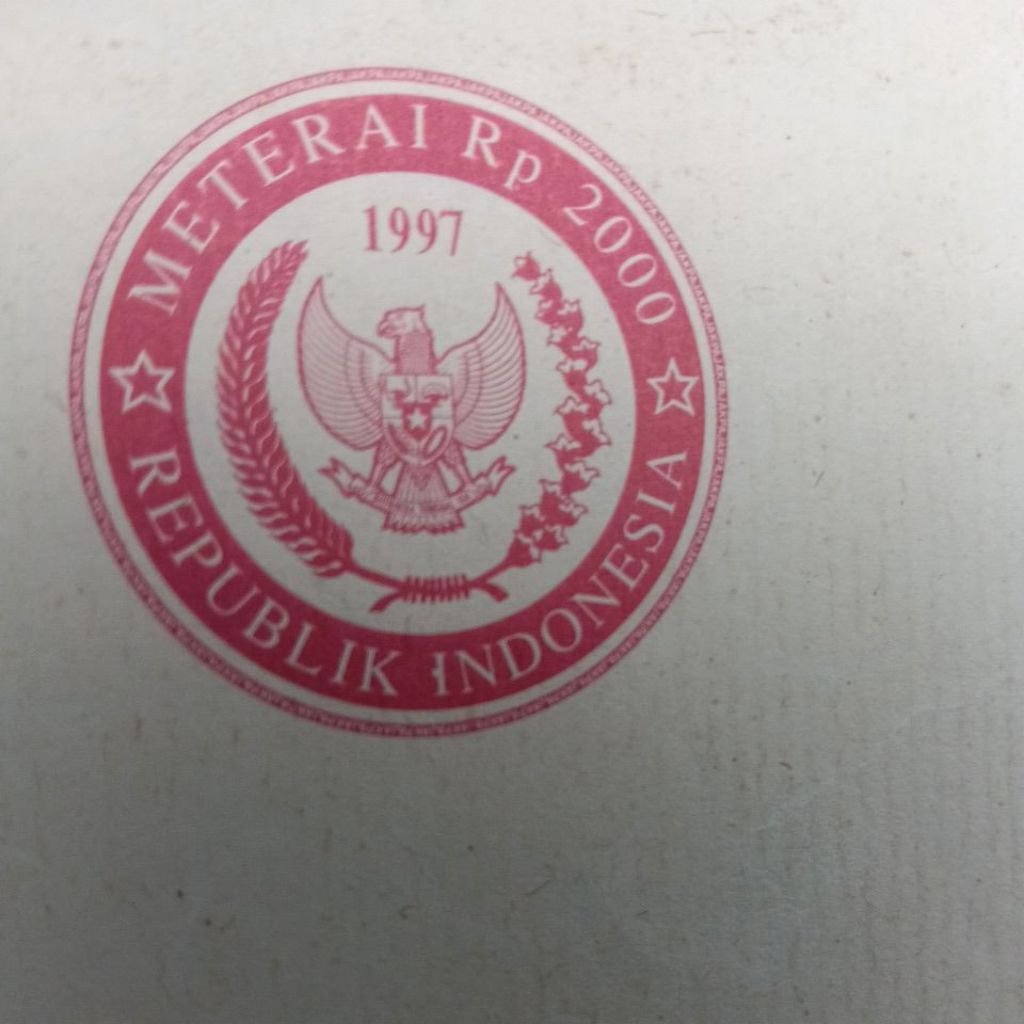 METERAI Rp 2000
1997
REPUBLIK INDONESIA